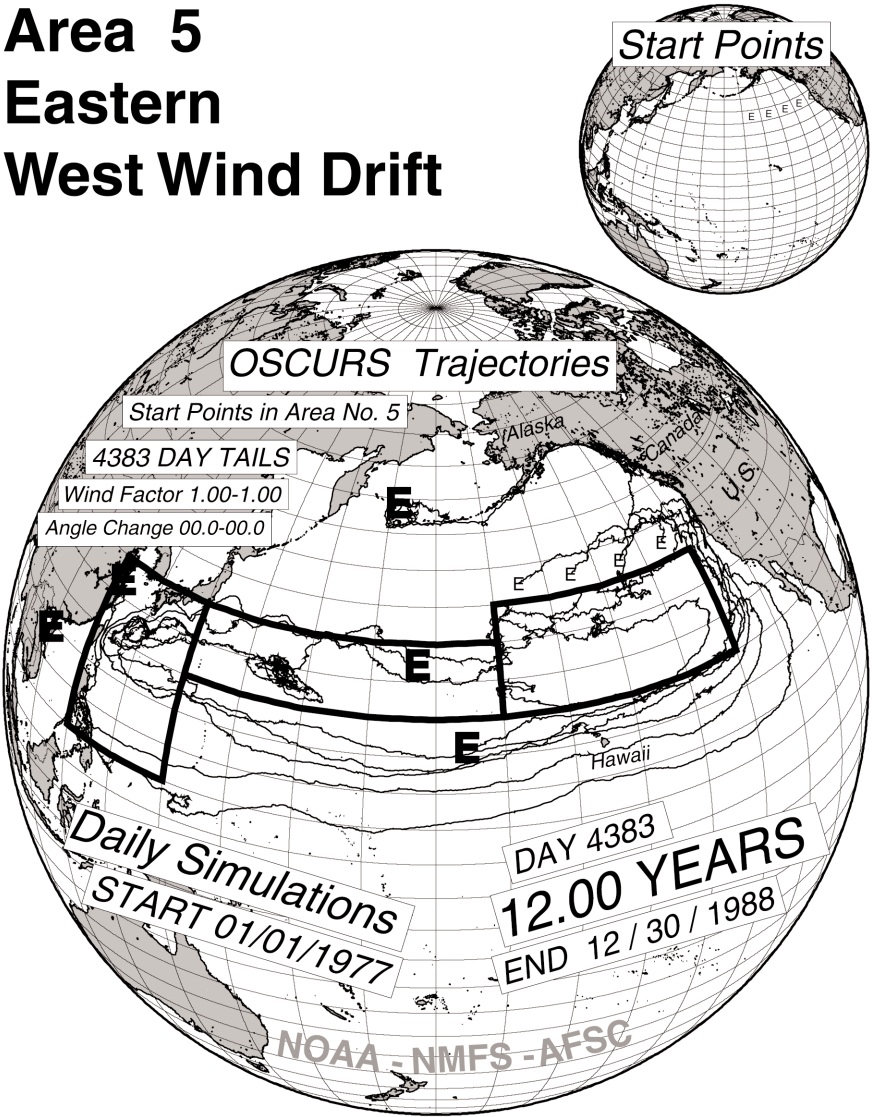 Area 5
Eastern
West Wind Drift
Start Points
E E E E E
OSCURS Trajectories
Start Points in Area No. 5
4383 DAY TAILS
Wind Factor 1.00-1.00
Angle Change 00.0-00.0
Alaska
Canada
U.S.
E
E
E
E
E
E
E
E
E
Hawaii
Daily Simulations
START 01/01/1977
DAY 4383
12.00 YEARS
END 12 / 30 / 1988
NOAA - NMFS - AFSC